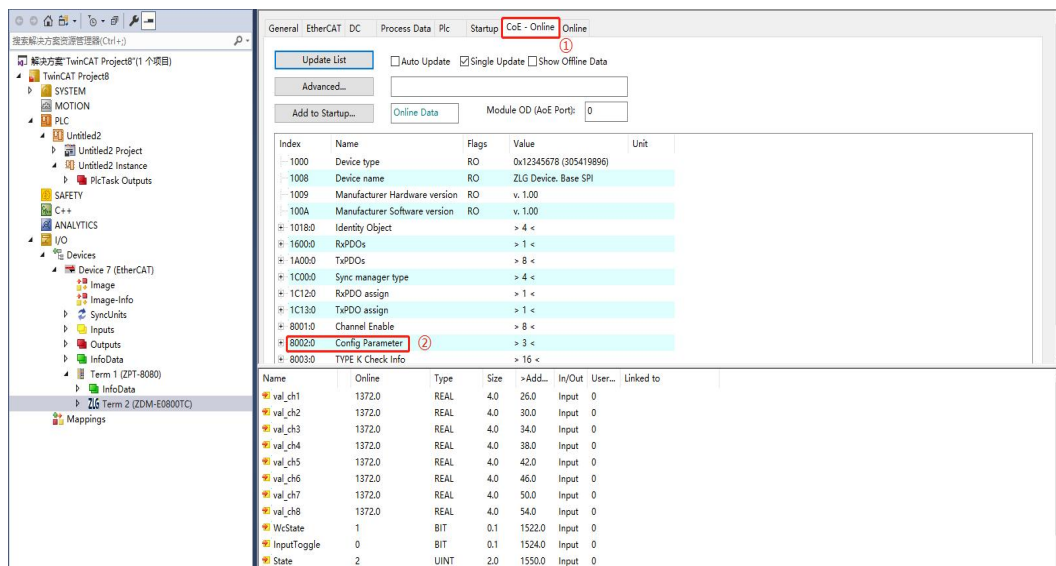 搜索解决方案资源管理器(Ctrl+;)
解决方案"TwinCAT Project8"(1 个项目)
TwinCAT Project8
SYSTEM
MOTION
PLC
Untitled2
Untitled2 Project
Untitled2 Instance
PlcTask Outputs
SAFETY
C++
ANALYTICS
I/O
Devices
Device 7 (EtherCAT)
Image
Image-Info
SyncUnits
Inputs
Outputs
InfoData
Term 1 (ZPT-8080)
InfoData
ZLG Term 2 (ZDM-E0800TC)
Mappings
General EtherCAT DC Process Data Plc Startup CoE - Online Online
①
Update List Auto Update Single Update Show Offline Data
Advanced...
Add to Startup... Online Data Module OD (AoE Port): 0
Index Name Flags Value Unit
1000 Device type RO 0x12345678 (305419896)
1008 Device name RO ZLG Device. Base SPI
1009 Manufacturer Hardware version RO v. 1.00
100A Manufacturer Software version RO v. 1.00
1018:0 Identity Object > 4 <
1600:0 RxPDOs > 1 <
1A00:0 TxPDOs > 8 <
1C00:0 Sync manager type > 4 <
1C12:0 RxPDO assign > 1 <
1C13:0 TxPDO assign > 1 <
8001:0 Channel Enable > 8 <
8002:0 Config Parameter ② > 3 <
8003:0 TYPE K Check Info > 16 <
Name Online Type Size >Add... In/Out User... Linked to
val_ch1 1372.0 REAL 4.0 26.0 Input 0
val_ch2 1372.0 REAL 4.0 30.0 Input 0
val_ch3 1372.0 REAL 4.0 34.0 Input 0
val_ch4 1372.0 REAL 4.0 38.0 Input 0
val_ch5 1372.0 REAL 4.0 42.0 Input 0
val_ch6 1372.0 REAL 4.0 46.0 Input 0
val_ch7 1372.0 REAL 4.0 50.0 Input 0
val_ch8 1372.0 REAL 4.0 54.0 Input 0
WcState 1 BIT 0.1 1522.0 Input 0
InputToggle 0 BIT 0.1 1524.0 Input 0
State 2 UINT 2.0 1550.0 Input 0